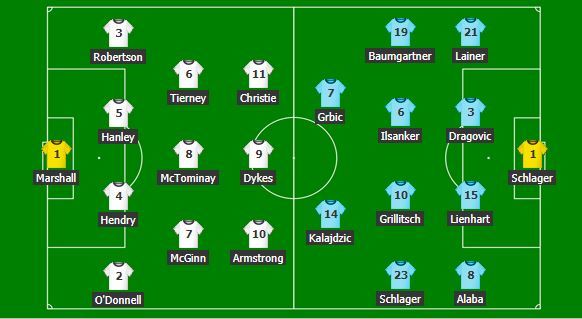 3
Robertson
5
Hanley
1
Marshall
4
Hendry
2
O'Donnell
6
Tierney
8
McTominay
7
McGinn
11
Christie
9
Dykes
10
Armstrong
7
Grbic
14
Kalajdzic
19
Baumgartner
6
Ilsanker
10
Grillitsch
23
Schlager
21
Lainer
3
Dragovic
15
Lienhart
8
Alaba
1
Schlager